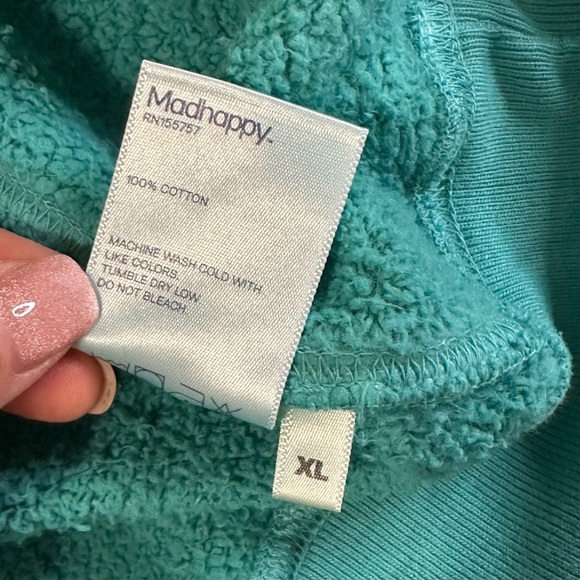 Madhappy.
RN155757
100% COTTON
MACHINE WASH COLD WITH
LIKE COLORS.
TUMBLE DRY LOW
DO NOT BLEACH
XL